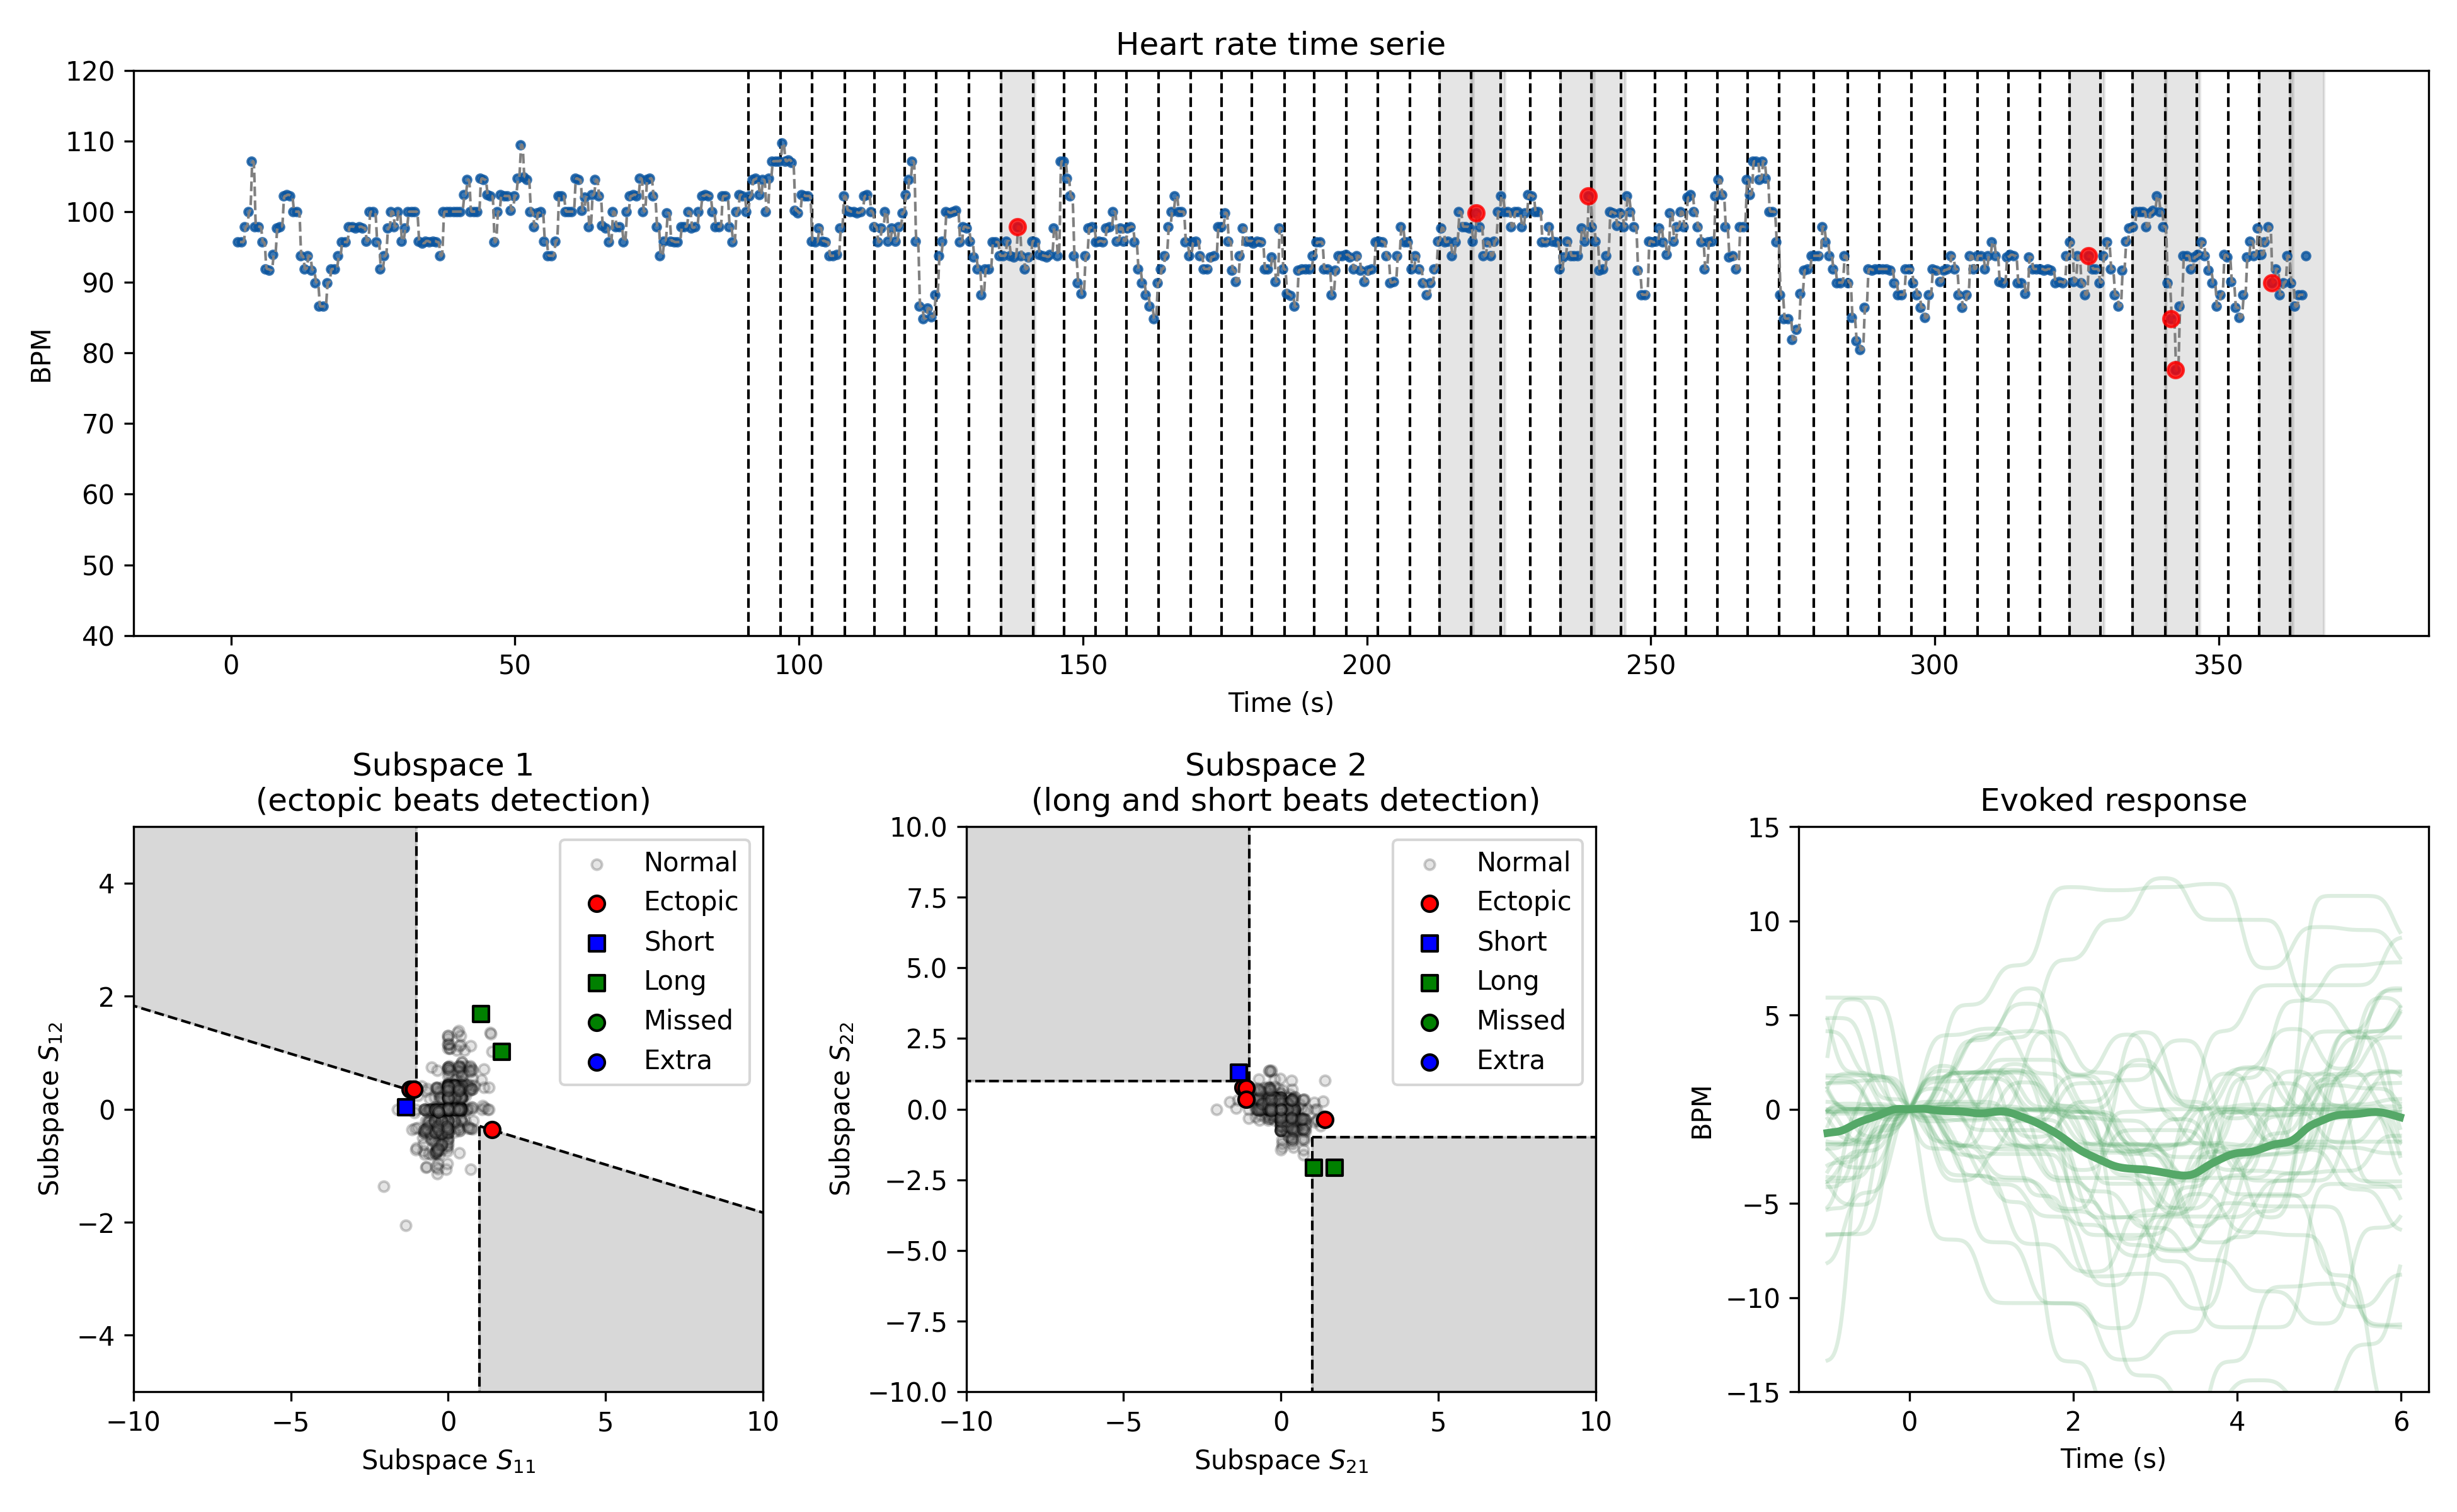 Heart rate time serie
120
110
100
90
80
70
60
50
40
BPM
0 50 100 150 200 250 300 350
Time (s)
Subspace 1
(ectopic beats detection)
4
2
0
−2
−4
Subspace S12
Normal
Ectopic
Short
Long
Missed
Extra
−10 −5 0 5 10
Subspace S11
Subspace 2
(long and short beats detection)
10.0
7.5
5.0
2.5
0.0
−2.5
−5.0
−7.5
−10.0
Subspace S22
Normal
Ectopic
Short
Long
Missed
Extra
−10 −5 0 5 10
Subspace S21
Evoked response
15
10
5
0
−5
−10
−15
BPM
0 2 4 6
Time (s)